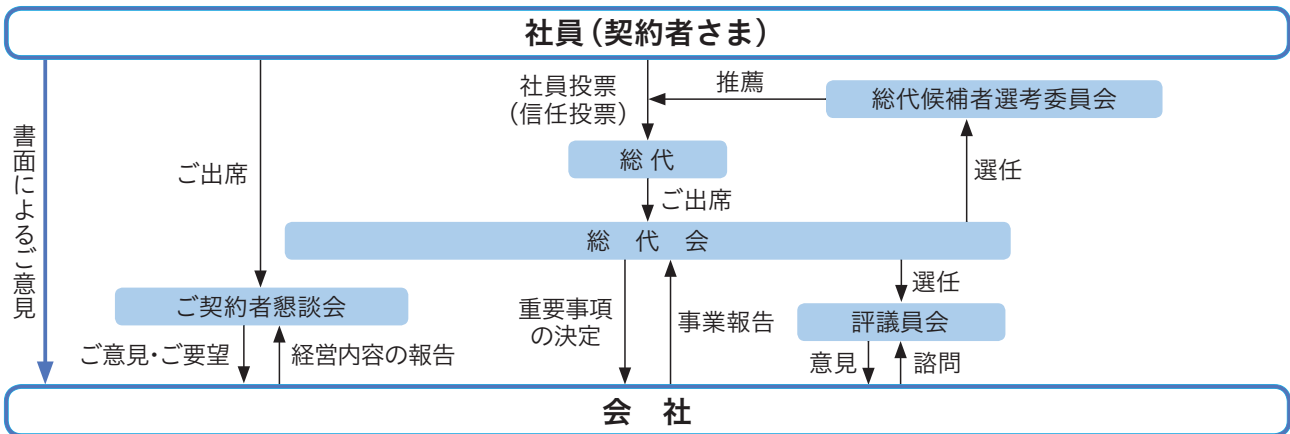 社員（契約者さま）
社員投票
（信任投票）
推薦
総代候補者選考委員会
書面によるご意見
ご出席
総代
選任
ご出席
総代会
ご契約者懇談会
重要事項
の決定
事業報告
選任
評議員会
ご意見・ご要望
経営内容の報告
意見
諮問
会社